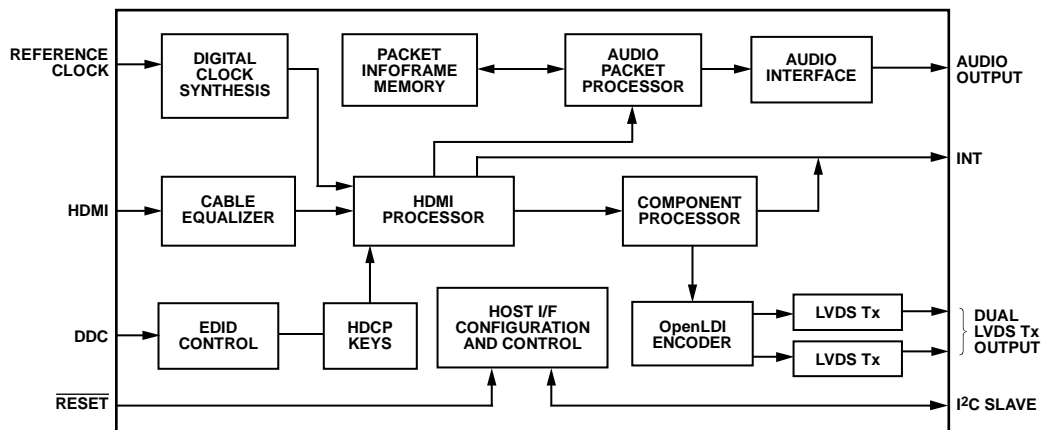 REFERENCE
CLOCK
DIGITAL
CLOCK
SYNTHESIS
PACKET
INFOFRAME
MEMORY
AUDIO
PACKET
PROCESSOR
AUDIO
INTERFACE
AUDIO
OUTPUT
INT
HDMI
CABLE
EQUALIZER
HDMI
PROCESSOR
COMPONENT
PROCESSOR
DDC
EDID
CONTROL
HDCP
KEYS
HOST I/F
CONFIGURATION
AND CONTROL
OpenLDI
ENCODER
LVDS Tx
LVDS Tx
DUAL
LVDS Tx
OUTPUT
RESET
I²C SLAVE